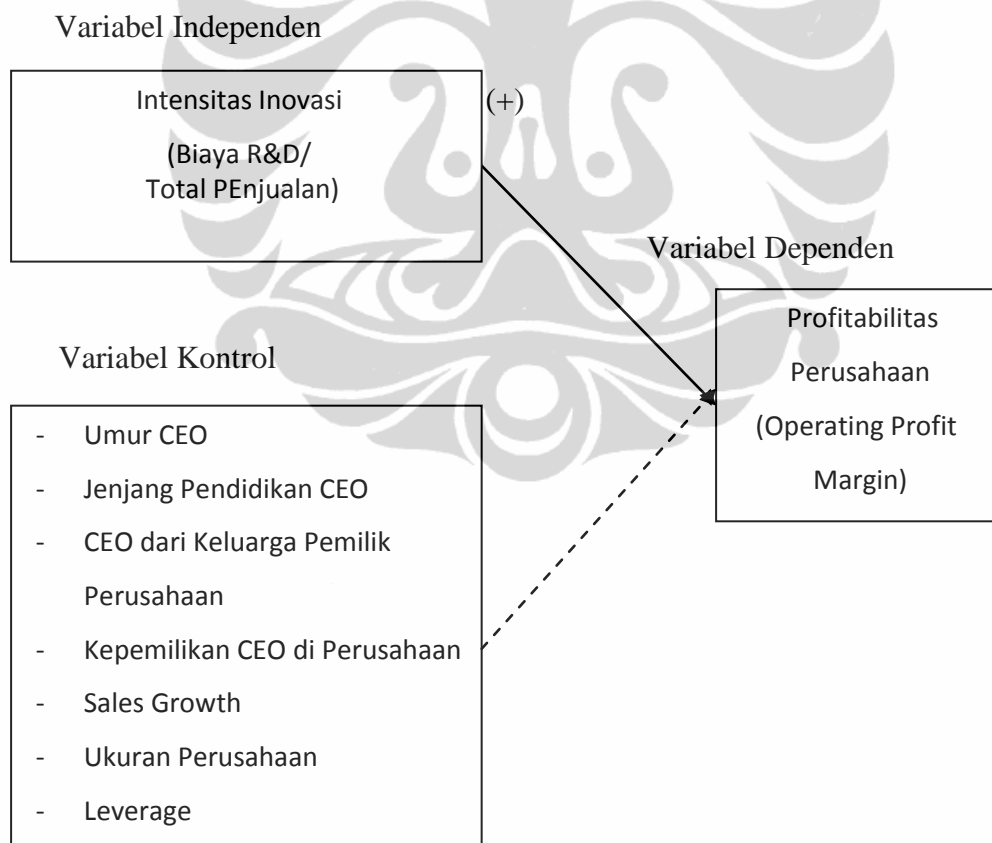 Variabel Independen
Intensitas Inovasi
(+)
(Biaya R&D/
Total PEnjualan)
Variabel Dependen
Profitabilitas
Perusahaan
(Operating Profit
Margin)
Variabel Kontrol
- Umur CEO
- Jenjang Pendidikan CEO
- CEO dari Keluarga Pemilik
Perusahaan
- Kepemilikan CEO di Perusahaan
- Sales Growth
- Ukuran Perusahaan
- Leverage